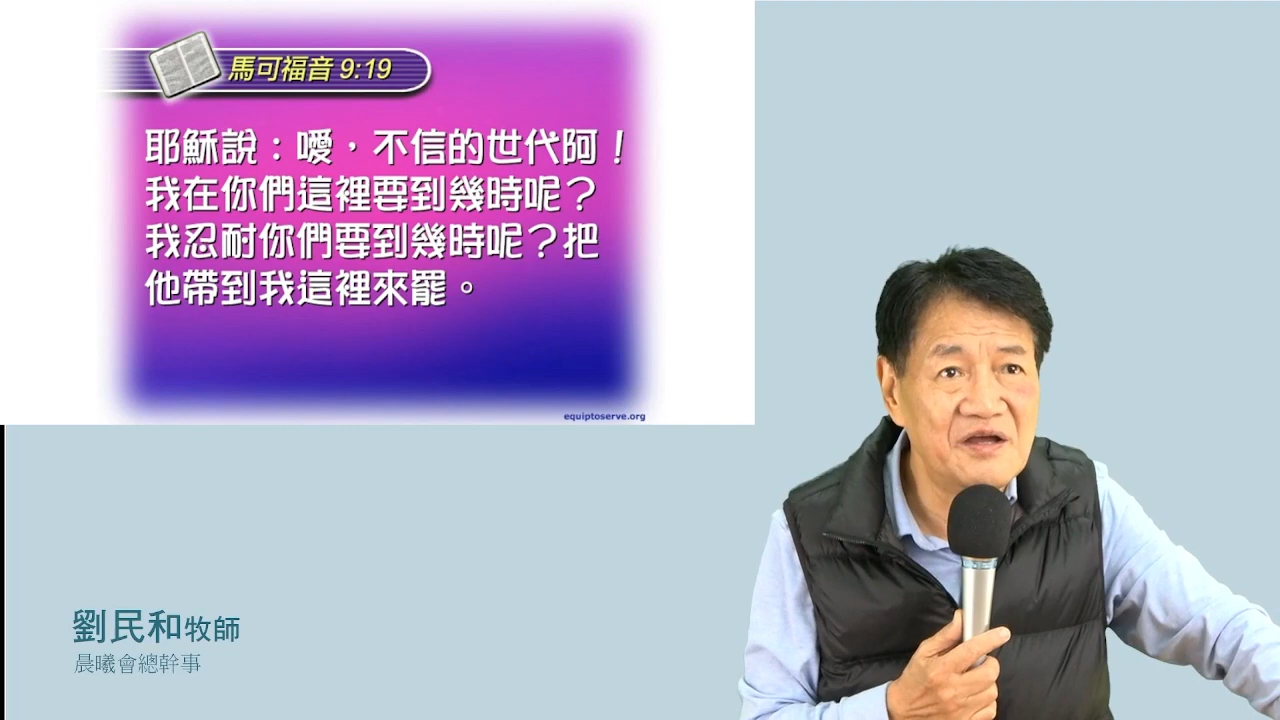 馬可福音 9:19
耶穌說：噯，不信的世代阿！
我在你們這裡要到幾時呢？
我忍耐你們要到幾時呢？把
他帶到我這裡來罷。
equiptoserve.org
劉民和牧師
晨曦會總幹事